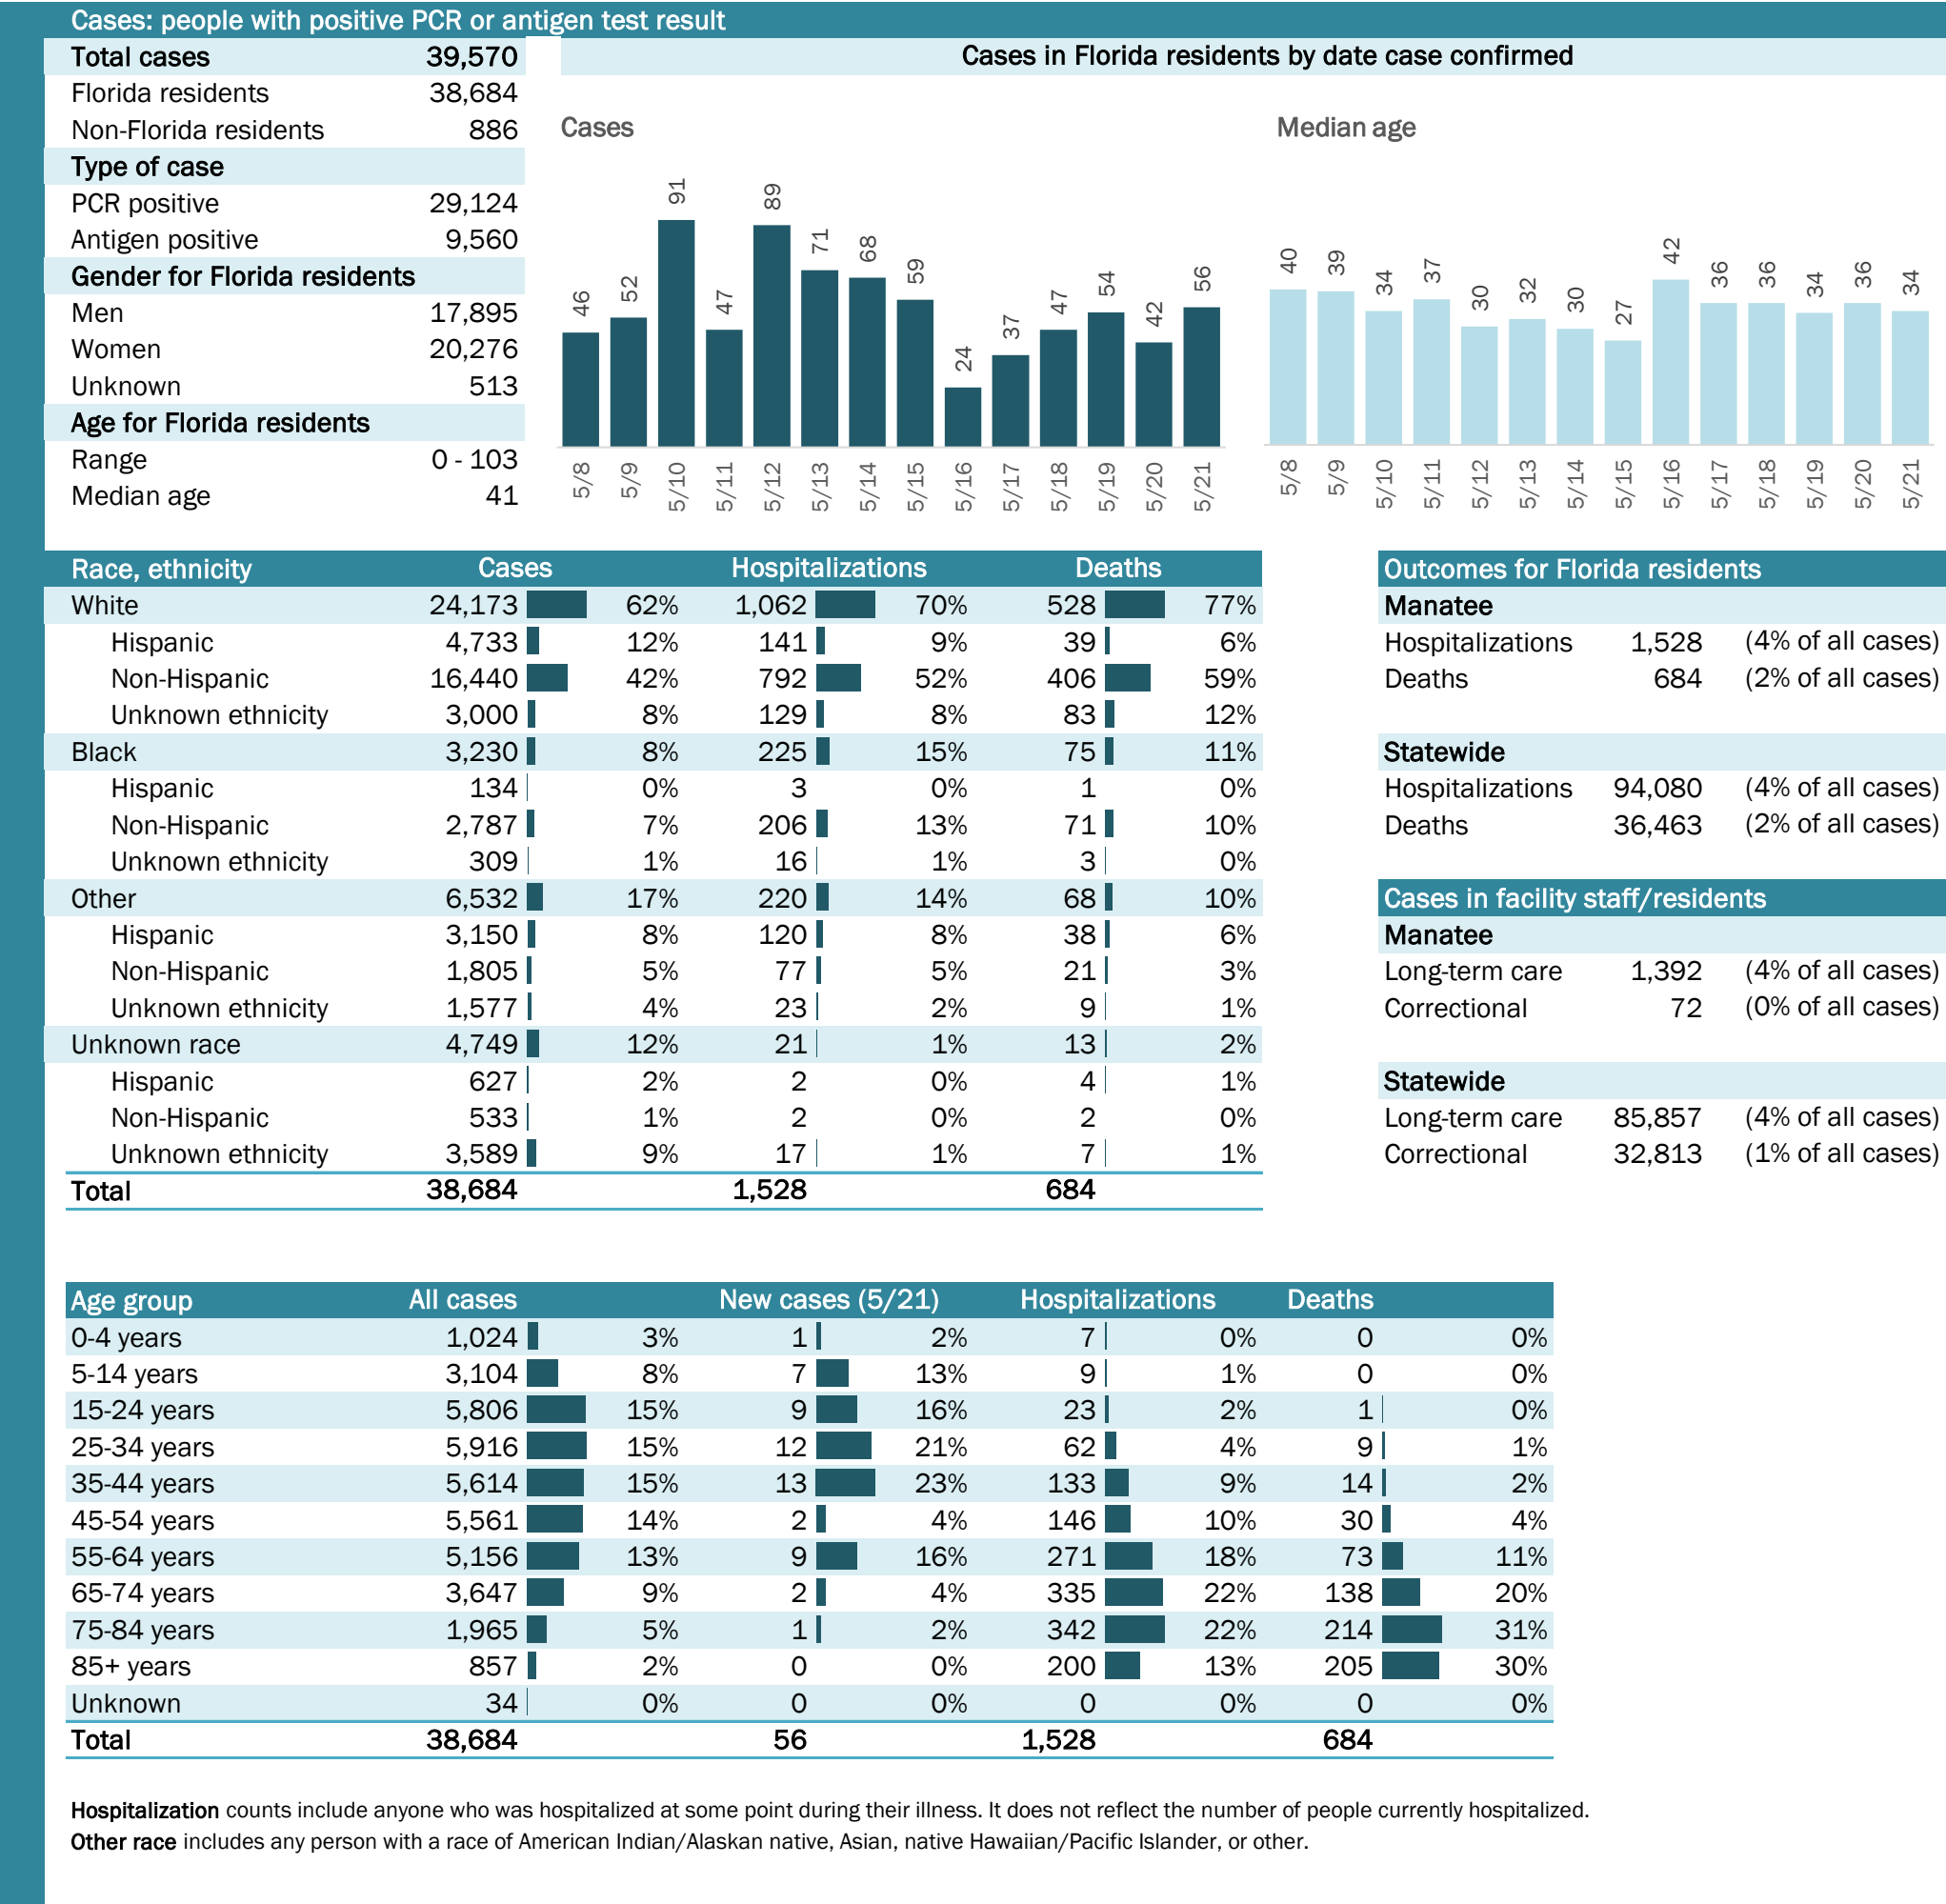 Cases: people with positive PCR or antigen test result
Total cases 39,570
Florida residents 38,684
Non-Florida residents 886
Type of case
PCR positive 29,124
Antigen positive 9,560
Gender for Florida residents
Men 17,895
Women 20,276
Unknown 513
Age for Florida residents
Range 0 - 103
Median age 41
Cases in Florida residents by date case confirmed
Cases
46 52 91 47 89 71 68 59 24 37 47 54 42 56
5/8 5/9 5/10 5/11 5/12 5/13 5/14 5/15 5/16 5/17 5/18 5/19 5/20 5/21
Median age
40 39 34 37 30 32 30 27 42 36 36 34 36 34
5/8 5/9 5/10 5/11 5/12 5/13 5/14 5/15 5/16 5/17 5/18 5/19 5/20 5/21
Race, ethnicity Cases Hospitalizations Deaths
White 24,173 62% 1,062 70% 528 77%
Hispanic 4,733 12% 141 9% 39 6%
Non-Hispanic 16,440 42% 792 52% 406 59%
Unknown ethnicity 3,000 8% 129 8% 83 12%
Black 3,230 8% 225 15% 75 11%
Hispanic 134 0% 3 0% 1 0%
Non-Hispanic 2,787 7% 206 13% 71 10%
Unknown ethnicity 309 1% 16 1% 3 0%
Other 6,532 17% 220 14% 68 10%
Hispanic 3,150 8% 120 8% 38 6%
Non-Hispanic 1,805 5% 77 5% 21 3%
Unknown ethnicity 1,577 4% 23 2% 9 1%
Unknown race 4,749 12% 21 1% 13 2%
Hispanic 627 2% 2 0% 4 1%
Non-Hispanic 533 1% 2 0% 2 0%
Unknown ethnicity 3,589 9% 17 1% 7 1%
Total 38,684 1,528 684
Outcomes for Florida residents
Manatee
Hospitalizations 1,528 (4% of all cases)
Deaths 684 (2% of all cases)
Statewide
Hospitalizations 94,080 (4% of all cases)
Deaths 36,463 (2% of all cases)
Cases in facility staff/residents
Manatee
Long-term care 1,392 (4% of all cases)
Correctional 72 (0% of all cases)
Statewide
Long-term care 85,857 (4% of all cases)
Correctional 32,813 (1% of all cases)
Age group All cases New cases (5/21) Hospitalizations Deaths
0-4 years 1,024 3% 1 2% 7 0% 0 0%
5-14 years 3,104 8% 7 13% 9 1% 0 0%
15-24 years 5,806 15% 9 16% 23 2% 1 0%
25-34 years 5,916 15% 12 21% 62 4% 9 1%
35-44 years 5,614 15% 13 23% 133 9% 14 2%
45-54 years 5,561 14% 2 4% 146 10% 30 4%
55-64 years 5,156 13% 9 16% 271 18% 73 11%
65-74 years 3,647 9% 2 4% 335 22% 138 20%
75-84 years 1,965 5% 1 2% 342 22% 214 31%
85+ years 857 2% 0 0% 200 13% 205 30%
Unknown 34 0% 0 0% 0 0% 0 0%
Total 38,684 56 1,528 684
Hospitalization counts include anyone who was hospitalized at some point during their illness. It does not reflect the number of people currently hospitalized.
Other race includes any person with a race of American Indian/Alaskan native, Asian, native Hawaiian/Pacific Islander, or other.